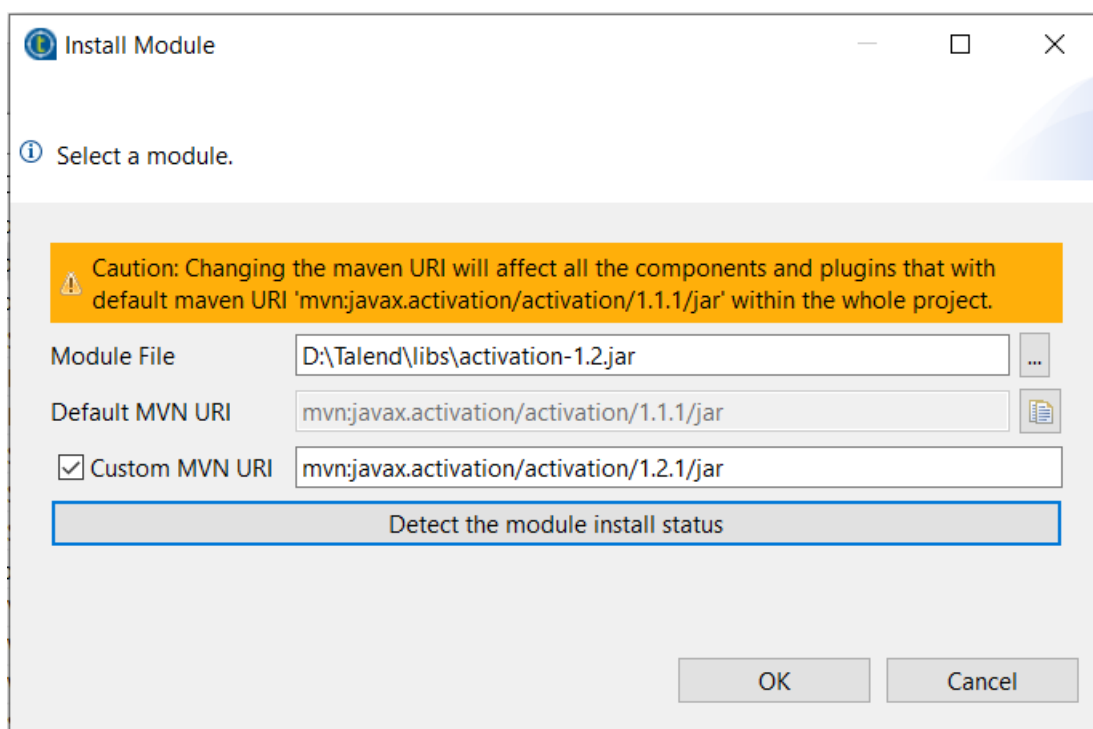 Install Module
Select a module.
Caution: Changing the maven URI will affect all the components and plugins that with
default maven URI 'mvn:javax.activation/activation/1.1.1/jar' within the whole project.
Module File D:\Talend\libs\activation-1.2.jar ...
Default MVN URI mvn:javax.activation/activation/1.1.1/jar
Custom MVN URI mvn:javax.activation/activation/1.2.1/jar
Detect the module install status
OK Cancel